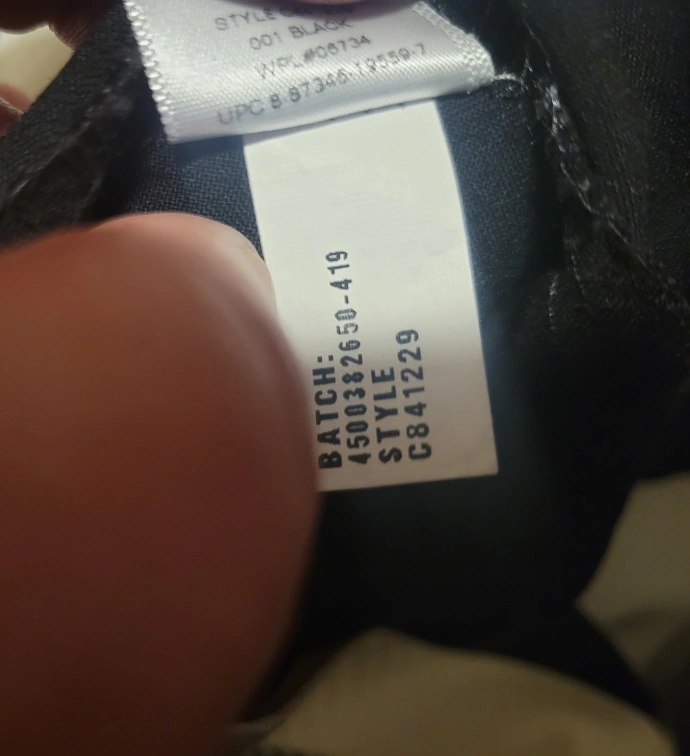 STYLE
001 BLACK
WPL #06734
UPC 8 87346-19559-7
BATCH:
4500382650-419
STYLE
C841229